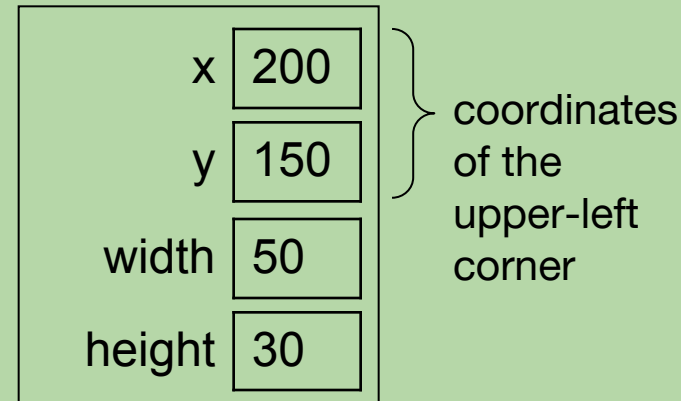 x 200
y 150
width 50
height 30
coordinates
of the
upper-left
corner